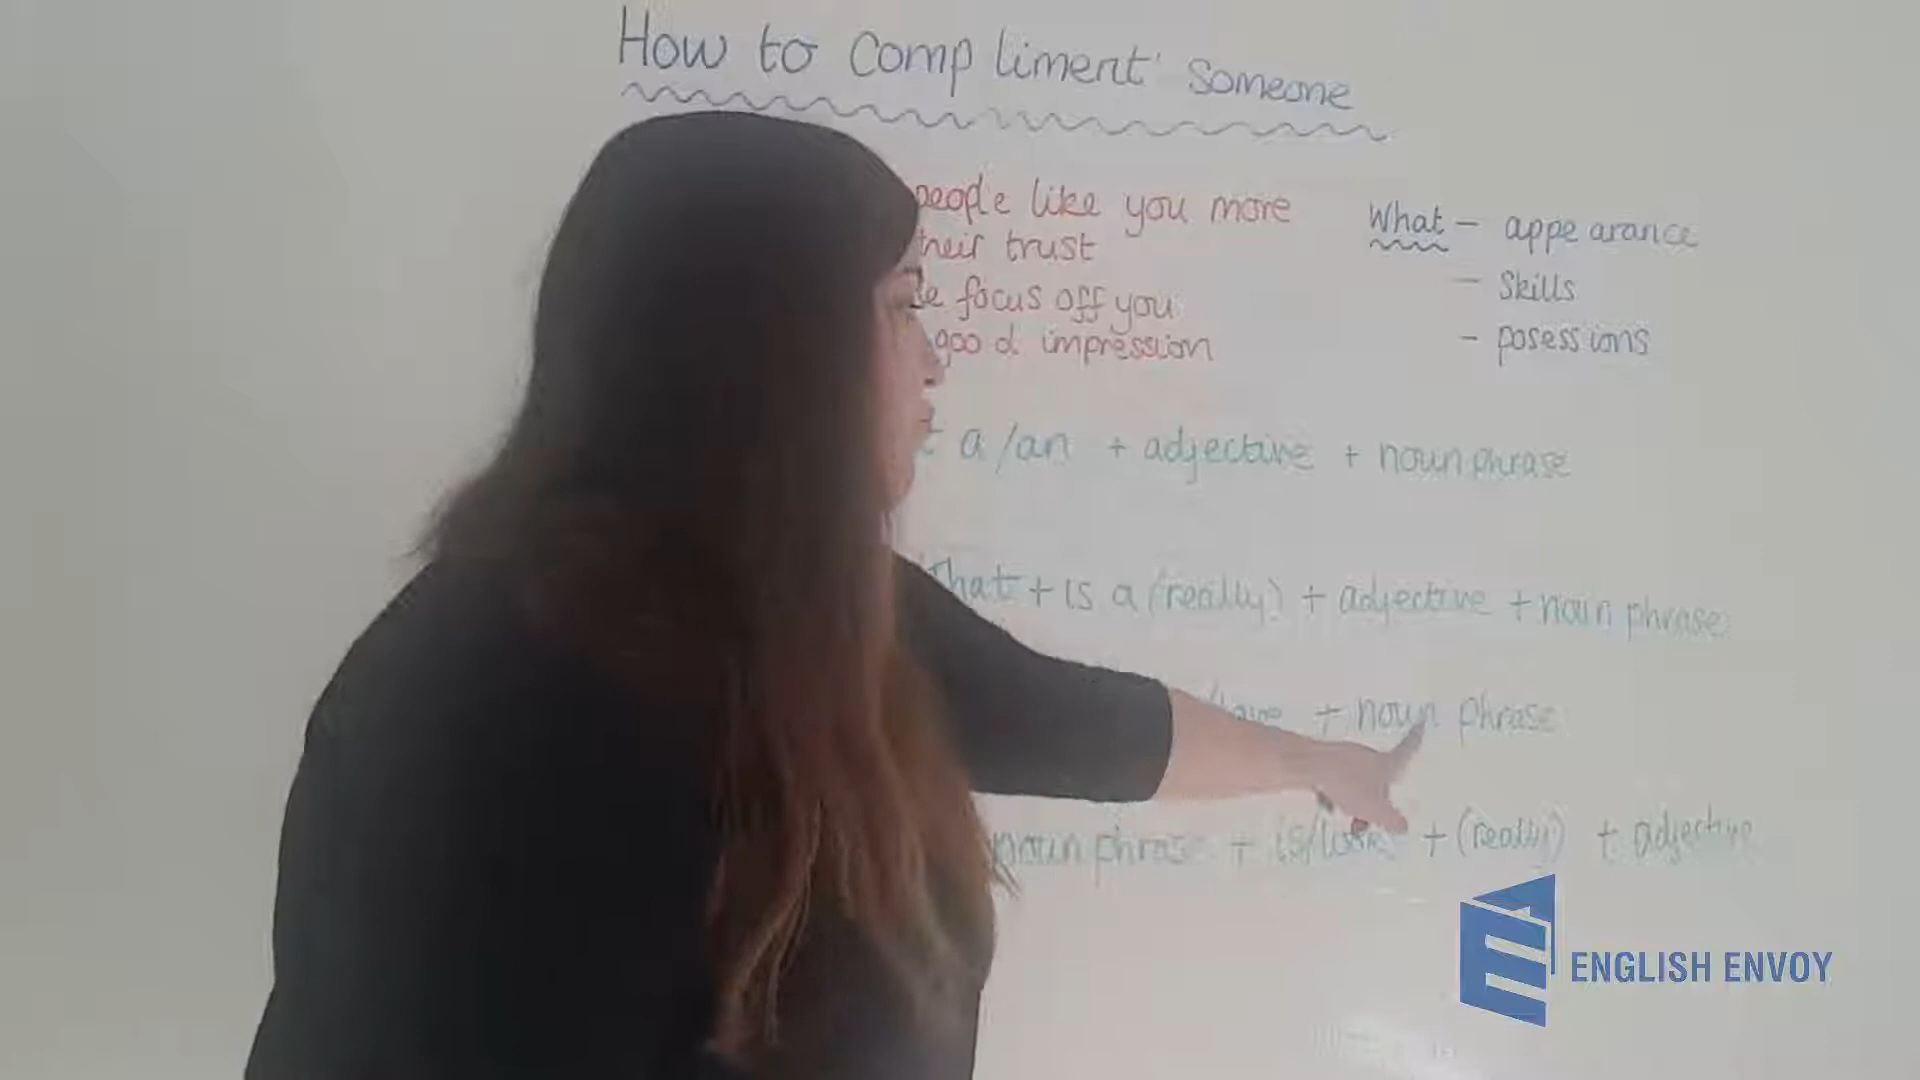 How to compliment someone
people like you more
their trust
focus off you
good impression
What - appearance
- Skills
- posessions
a/an + adjective + noun phrase
That + is a (really) + adjective + noun phrase
+ noun phrase
noun phrase + is/looks + (really) + adjective
ENGLISH ENVOY